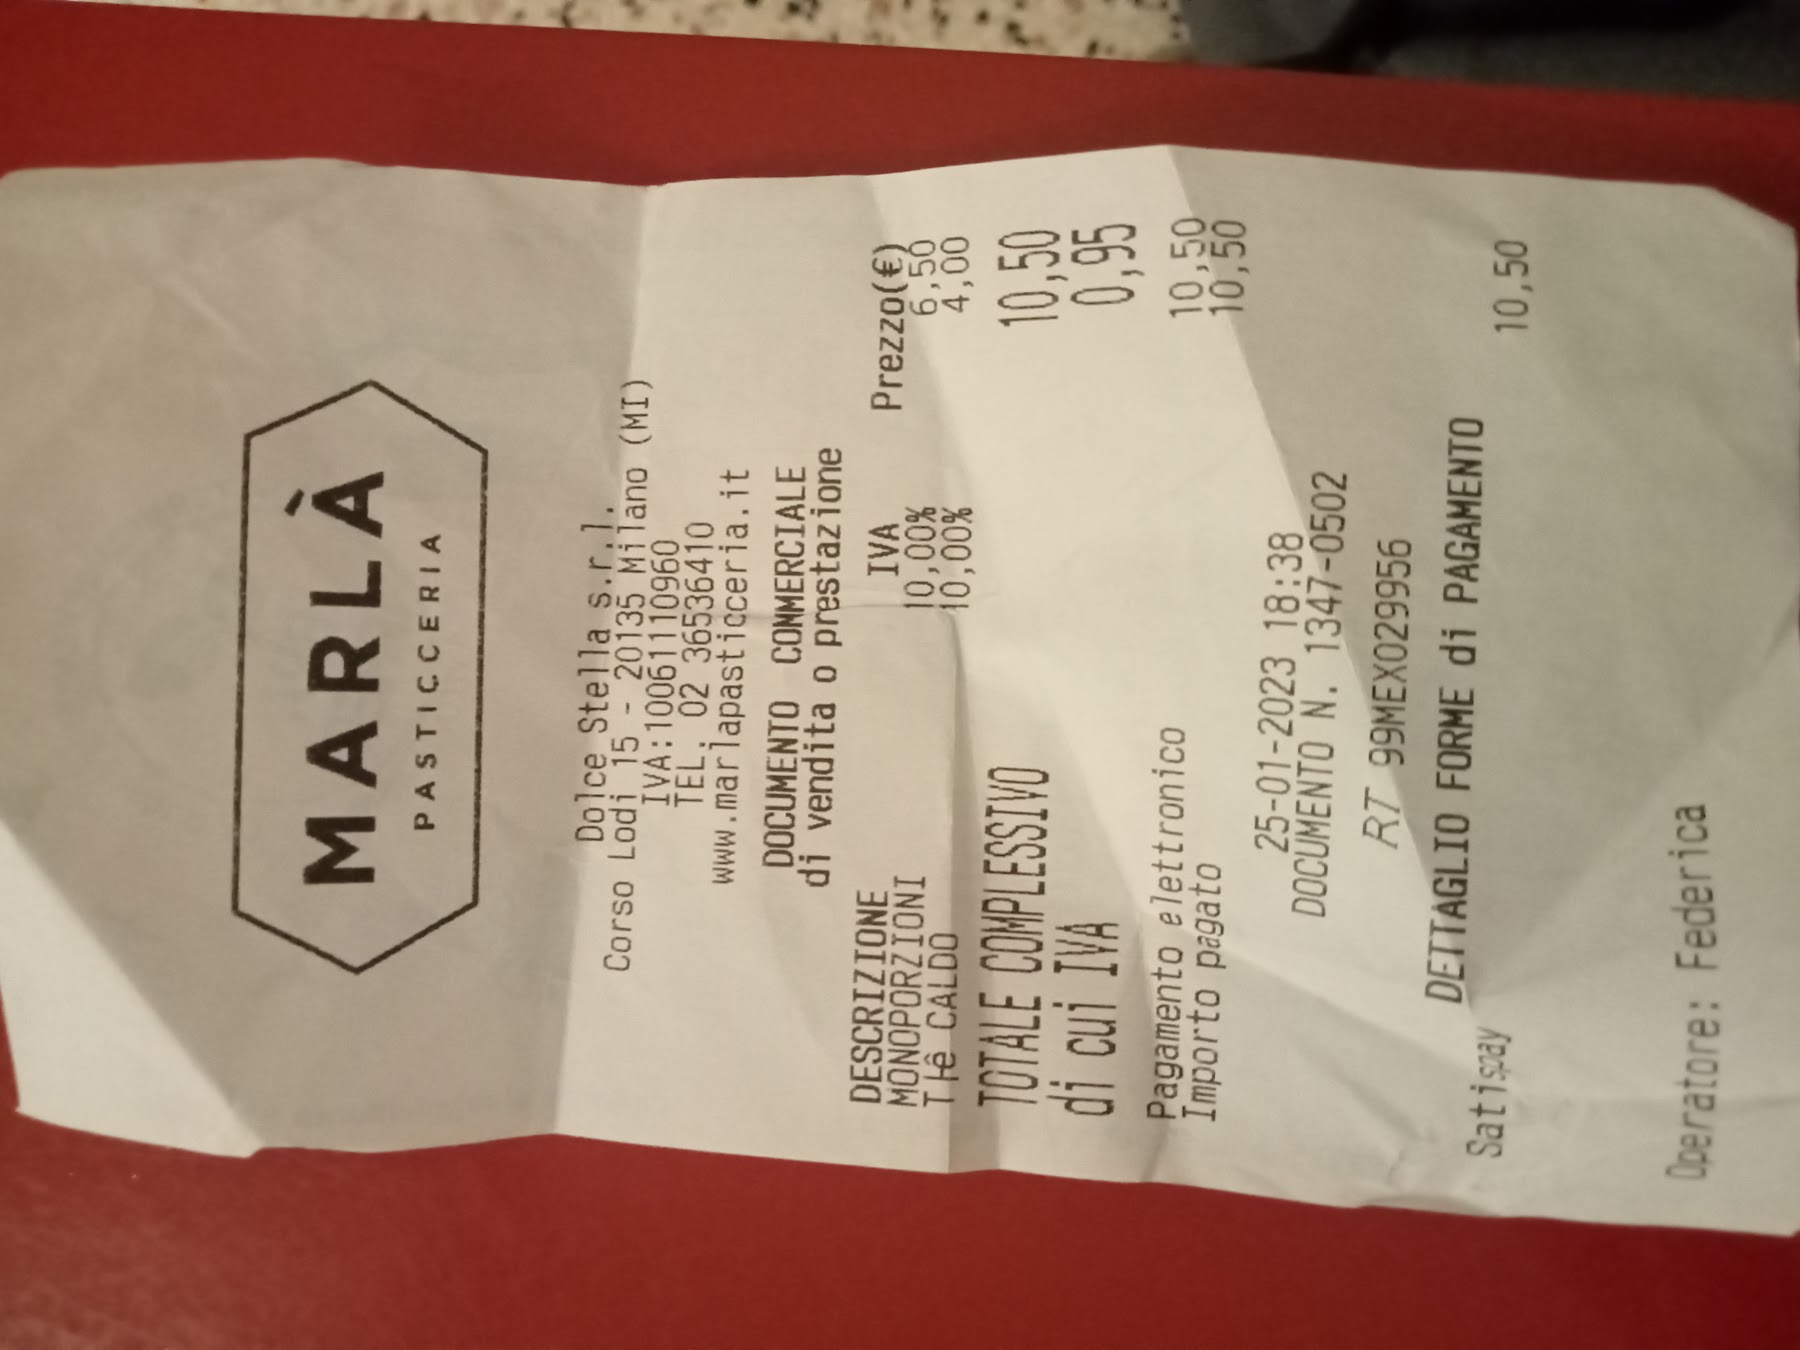 MARLÀ
PASTICCERIA
Dolce Stella s.r.l.
Corso Lodi 15 - 20135 Milano (MI)
IVA:10061110960
TEL. 02 36536410
www.marlapasticceria.it
DOCUMENTO COMMERCIALE
di vendita o prestazione
DESCRIZIONE IVA Prezzo(€)
MONOPORZIONI 10,00% 6,50
Tlê CALDO 10,00% 4,00
TOTALE COMPLESSIVO 10,50
di cui IVA 0,95
Pagamento elettronico 10,50
Importo pagato 10,50
25-01-2023 18:38
DOCUMENTO N. 1347-0502
RT 99MEX029956
DETTAGLIO FORME di PAGAMENTO
Satispay 10,50
Operatore: Federica